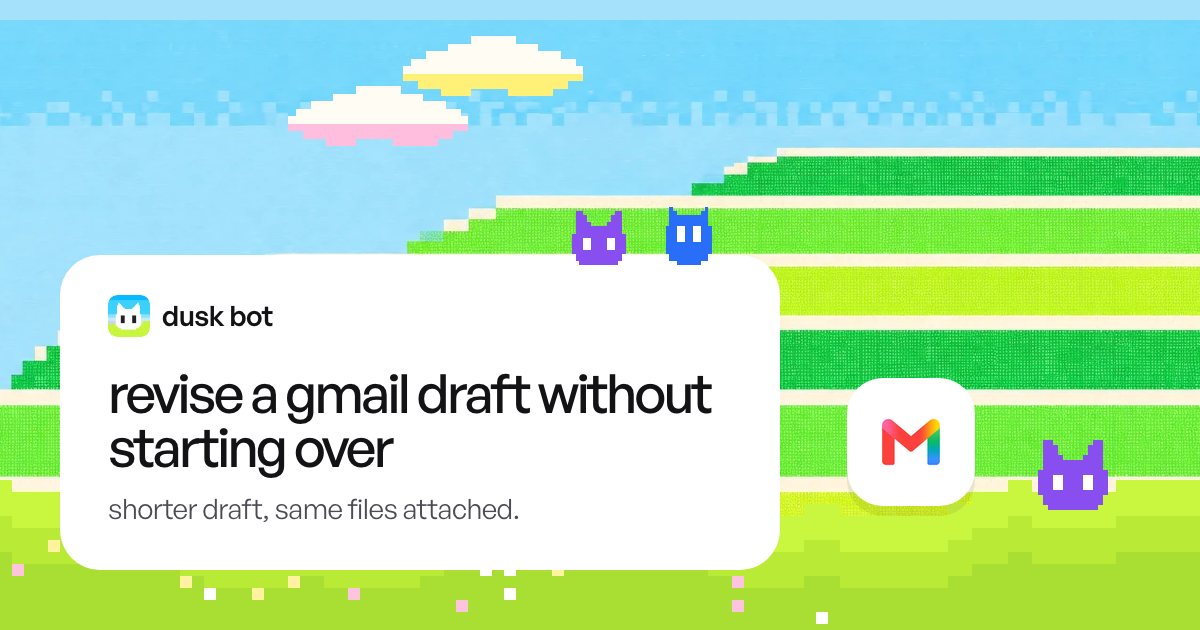 dusk bot
revise a gmail draft without
starting over
shorter draft, same files attached.